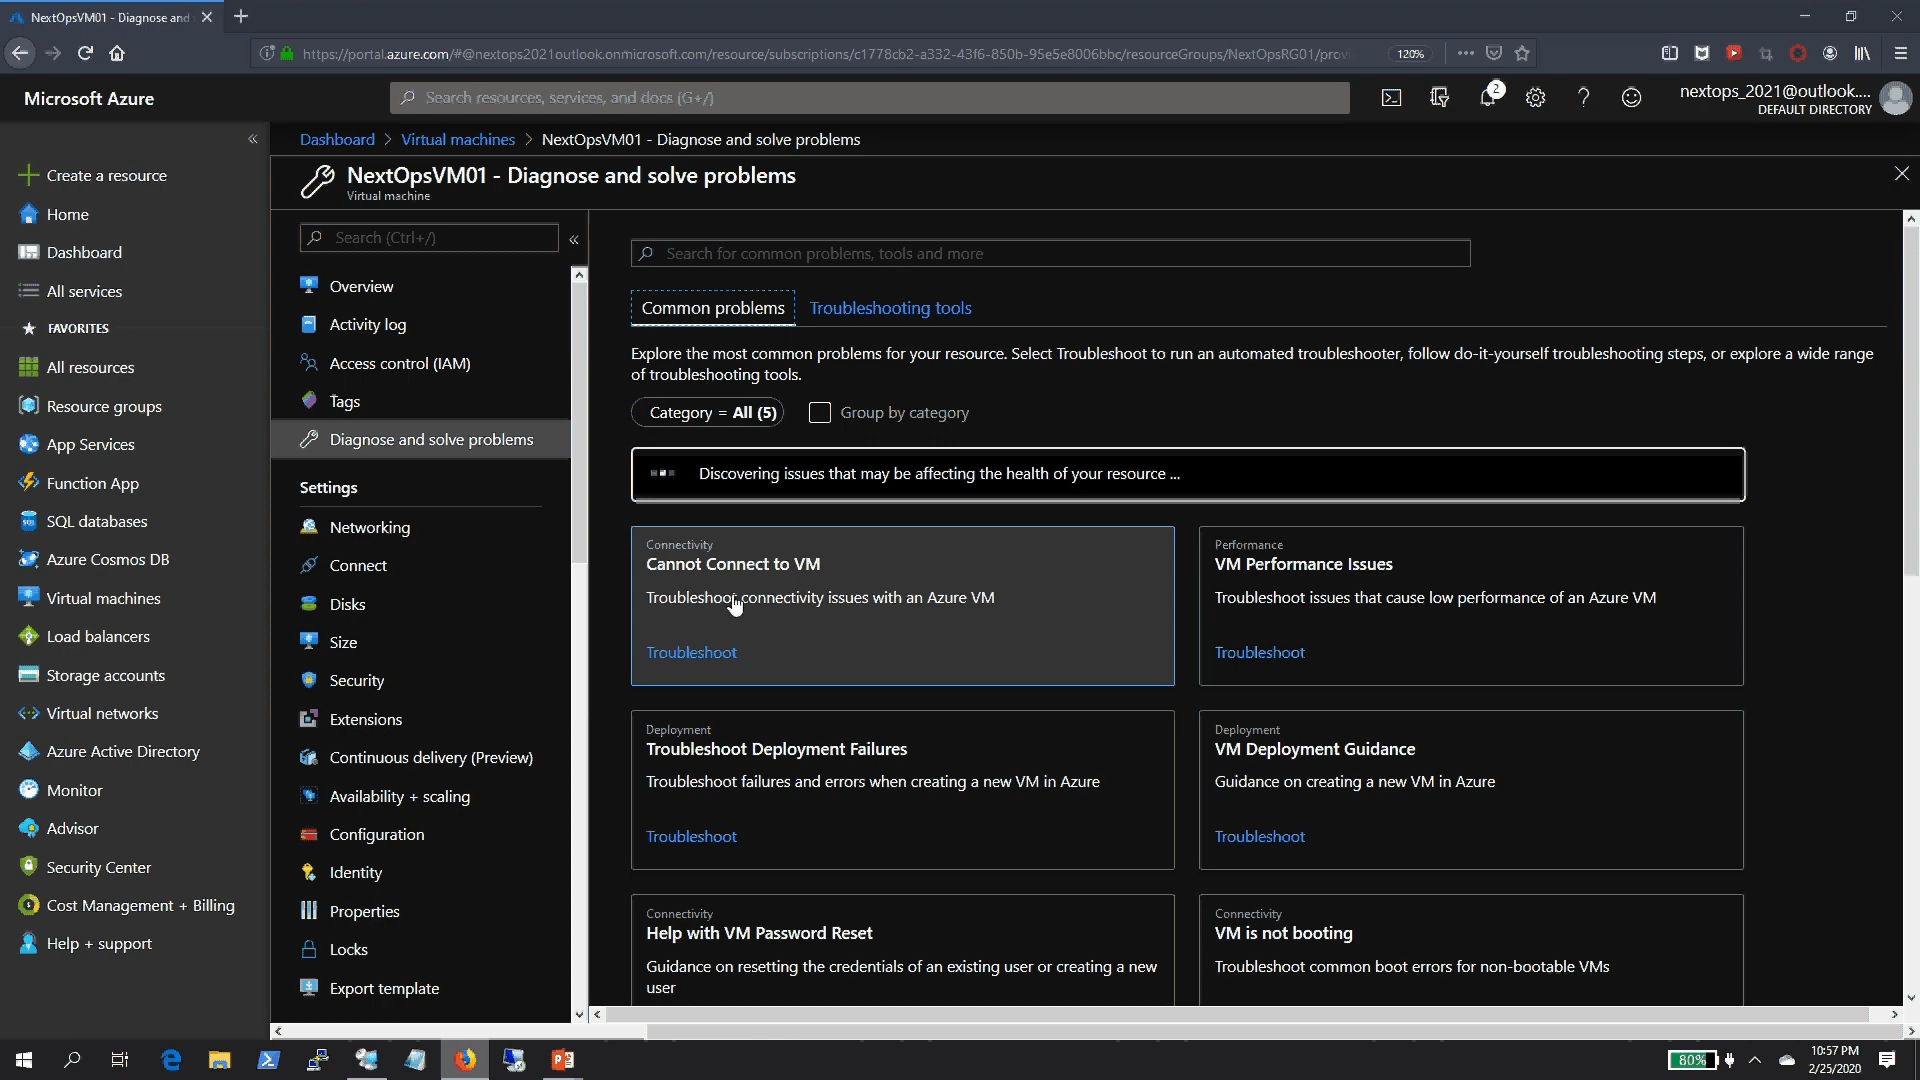 NextOpsVM01 - Diagnose and
https://portal.azure.com/#@nextops2021outlook.onmicrosoft.com/resource/subscriptions/c1778cb2-a332-43f6-850b-95e5e8006bbc/resourceGroups/NextOpsRG01/prov
120%
Microsoft Azure
Search resources, services, and docs (G+/)
2
nextops_2021@outlook....
DEFAULT DIRECTORY
Dashboard > Virtual machines > NextOpsVM01 - Diagnose and solve problems
NextOpsVM01 - Diagnose and solve problems
Virtual machine
Create a resource
Home
Dashboard
All services
FAVORITES
All resources
Resource groups
App Services
Function App
SQL databases
Azure Cosmos DB
Virtual machines
Load balancers
Storage accounts
Virtual networks
Azure Active Directory
Monitor
Advisor
Security Center
Cost Management + Billing
Help + support
Search (Ctrl+/)
Overview
Activity log
Access control (IAM)
Tags
Diagnose and solve problems
Settings
Networking
Connect
Disks
Size
Security
Extensions
Continuous delivery (Preview)
Availability + scaling
Configuration
Identity
Properties
Locks
Export template
Search for common problems, tools and more
Common problems
Troubleshooting tools
Explore the most common problems for your resource. Select Troubleshoot to run an automated troubleshooter, follow do-it-yourself troubleshooting steps, or explore a wide range
of troubleshooting tools.
Category = All (5)
Group by category
Discovering issues that may be affecting the health of your resource ...
Connectivity
Cannot Connect to VM
Troubleshoot connectivity issues with an Azure VM
Troubleshoot
Performance
VM Performance Issues
Troubleshoot issues that cause low performance of an Azure VM
Troubleshoot
Deployment
Troubleshoot Deployment Failures
Troubleshoot failures and errors when creating a new VM in Azure
Troubleshoot
Deployment
VM Deployment Guidance
Guidance on creating a new VM in Azure
Troubleshoot
Connectivity
Help with VM Password Reset
Guidance on resetting the credentials of an existing user or creating a new
user
Connectivity
VM is not booting
Troubleshoot common boot errors for non-bootable VMs
80%
10:57 PM
2/25/2020